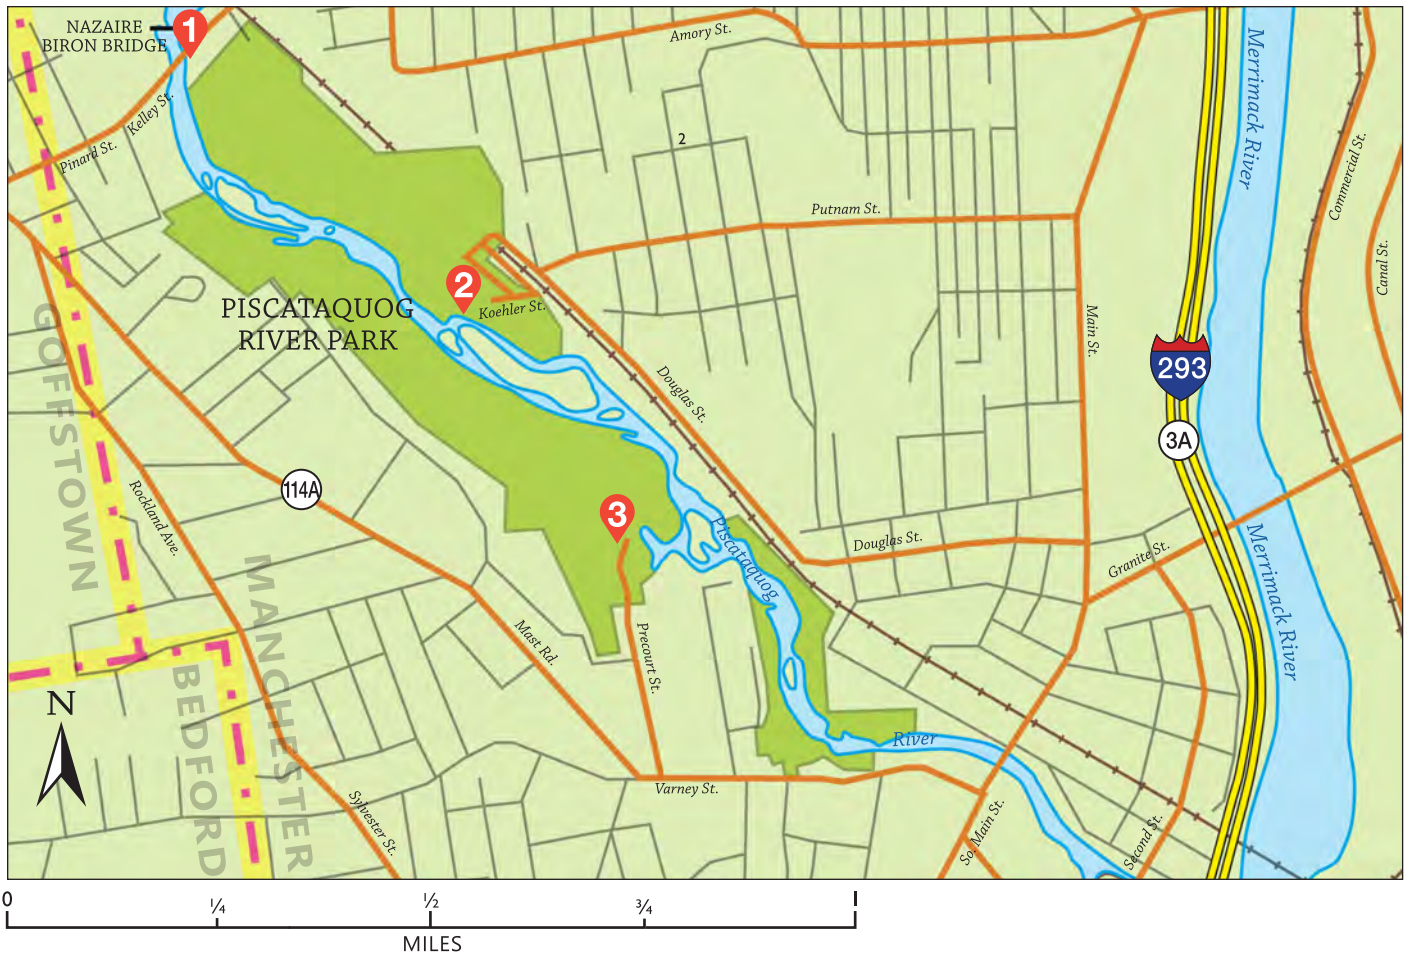 NAZAIRE
BIRON BRIDGE
1
Amory St.
Merrimack River
Kelley St.
Pinard St.
2
Commercial St.
Putnam St.
Canal St.
2
Koehler St.
PISCATAQUOG
RIVER PARK
Main St.
293
GOFFSTOWN
Douglas St.
3A
114A
Rockland Ave.
3
Piscataquog
Douglas St.
Granite St.
Merrimack River
MANCHESTER
Mast Rd.
Precourt St.
BEDFORD
N
River
Varney St.
Sylvester St.
So. Main St.
Second St.
0
1/4
1/2
3/4
1
MILES